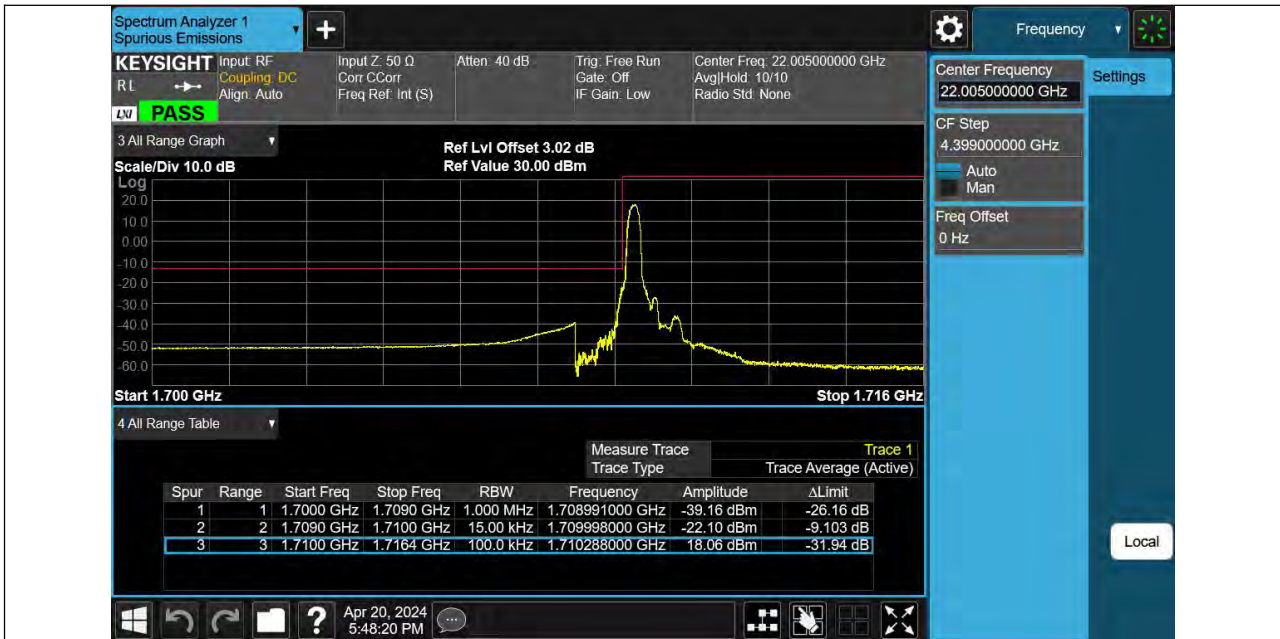 Spectrum Analyzer 1
Spurious Emissions
+
Frequency
KEYSIGHT
RL
LXI PASS
Input: RF
Coupling: DC
Align: Auto
Input Z: 50 Ω
Corr CCorr
Freq Ref: Int (S)
Atten: 40 dB
Trig: Free Run
Gate: Off
IF Gain: Low
Center Freq: 22.005000000 GHz
Avg|Hold: 10/10
Radio Std: None
Center Frequency
22.005000000 GHz
Settings
CF Step
4.399000000 GHz
Auto
Man
Freq Offset
0 Hz
3 All Range Graph
Ref Lvl Offset 3.02 dB
Scale/Div 10.0 dB
Ref Value 30.00 dBm
Log
20.0
10.0
0.00
-10.0
-20.0
-30.0
-40.0
-50.0
-60.0
Start 1.700 GHz
Stop 1.716 GHz
4 All Range Table
Measure Trace Trace 1
Trace Type Trace Average (Active)
Spur Range Start Freq Stop Freq RBW Frequency Amplitude ΔLimit
1 1 1.7000 GHz 1.7090 GHz 1.000 MHz 1.708991000 GHz -39.16 dBm -26.16 dB
2 2 1.7090 GHz 1.7100 GHz 15.00 kHz 1.709998000 GHz -22.10 dBm -9.103 dB
3 3 1.7100 GHz 1.7164 GHz 100.0 kHz 1.710288000 GHz 18.06 dBm -31.94 dB
Local
?
Apr 20, 2024
5:48:20 PM